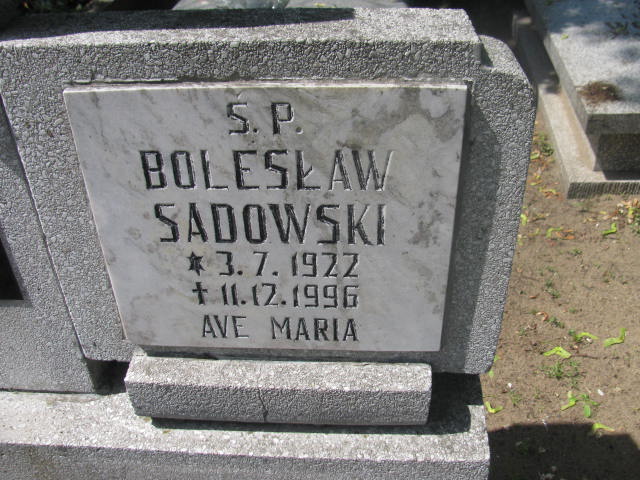 Ś. P.
BOLESŁAW
SADOWSKI
* 3. 7. 1922
† 11. 12. 1996
AVE MARIA